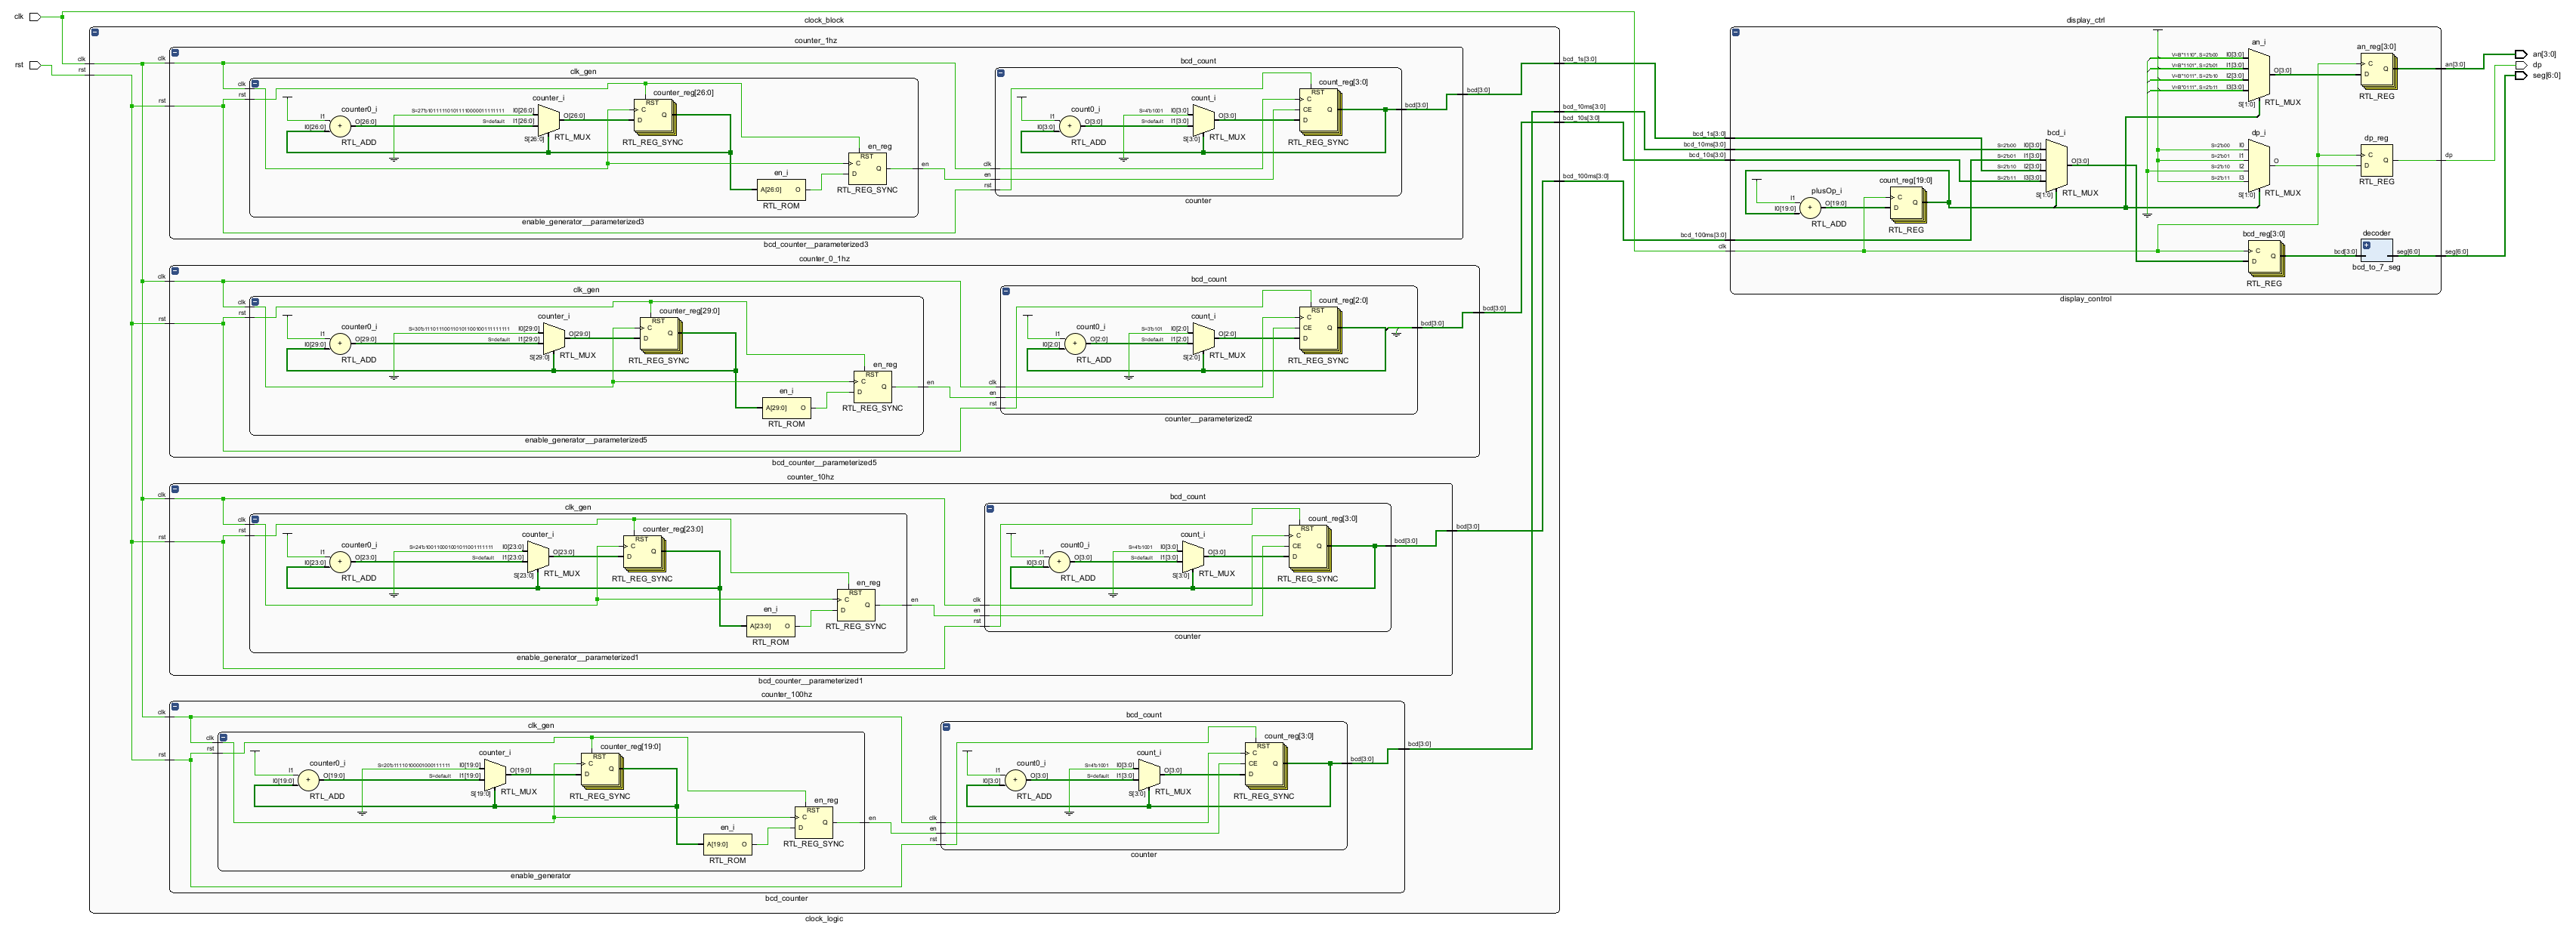 clk
rst
clock_block
clk
rst
counter_1hz
clk
rst
clk_gen
clk
rst
counter0_i
I1
I0[26:0]
O[26:0]
RTL_ADD
counter_i
I0[26:0]
S=default
I1[26:0]
O[26:0]
S[26:0]
RTL_MUX
counter_reg[26:0]
RST
C
D
Q
RTL_REG_SYNC
en_i
A[26:0]
O
RTL_ROM
en_reg
RST
C
D
Q
RTL_REG_SYNC
en
enable_generator__parameterized3
bcd_count
clk
en
rst
count0_i
I1
I0[3:0]
O[3:0]
RTL_ADD
count_i
S=4'b1001
I0[3:0]
S=default
I1[3:0]
O[3:0]
S[3:0]
RTL_MUX
count_reg[3:0]
RST
C
CE
D
Q
RTL_REG_SYNC
bcd[3:0]
counter
bcd[3:0]
bcd_counter__parameterized3
counter_0_1hz
clk
rst
clk_gen
clk
rst
counter0_i
I1
I0[29:0]
O[29:0]
RTL_ADD
counter_i
I0[29:0]
S=default
I1[29:0]
O[29:0]
S[29:0]
RTL_MUX
counter_reg[29:0]
RST
C
D
Q
RTL_REG_SYNC
en_i
A[29:0]
O
RTL_ROM
en_reg
RST
C
D
Q
RTL_REG_SYNC
en
enable_generator__parameterized5
bcd_count
clk
en
rst
count0_i
I1
I0[2:0]
O[2:0]
RTL_ADD
count_i
S=3'b101
I0[2:0]
S=default
I1[2:0]
O[2:0]
S[2:0]
RTL_MUX
count_reg[2:0]
RST
C
CE
D
Q
RTL_REG_SYNC
bcd[3:0]
counter__parameterized2
bcd[3:0]
bcd_counter__parameterized5
counter_10hz
clk
rst
clk_gen
clk
rst
counter0_i
I1
I0[23:0]
O[23:0]
RTL_ADD
counter_i
S=24'b100110001001011001111111
I0[23:0]
S=default
I1[23:0]
O[23:0]
S[23:0]
RTL_MUX
counter_reg[23:0]
RST
C
D
Q
RTL_REG_SYNC
en_i
A[23:0]
O
RTL_ROM
en_reg
RST
C
D
Q
RTL_REG_SYNC
en
enable_generator__parameterized1
bcd_count
clk
en
rst
count0_i
I1
I0[3:0]
O[3:0]
RTL_ADD
count_i
S=4'b1001
I0[3:0]
S=default
I1[3:0]
O[3:0]
S[3:0]
RTL_MUX
count_reg[3:0]
RST
C
CE
D
Q
RTL_REG_SYNC
bcd[3:0]
counter
bcd[3:0]
bcd_counter__parameterized1
counter_100hz
clk
rst
clk_gen
clk
rst
counter0_i
I1
I0[19:0]
O[19:0]
RTL_ADD
counter_i
S=20'b11110100001000111111
I0[19:0]
S=default
I1[19:0]
O[19:0]
S[19:0]
RTL_MUX
counter_reg[19:0]
RST
C
D
Q
RTL_REG_SYNC
en_i
A[19:0]
O
RTL_ROM
en_reg
RST
C
D
Q
RTL_REG_SYNC
en
enable_generator
bcd_count
clk
en
rst
count0_i
I1
I0[3:0]
O[3:0]
RTL_ADD
count_i
S=4'b1001
I0[3:0]
S=default
I1[3:0]
O[3:0]
S[3:0]
RTL_MUX
count_reg[3:0]
RST
C
CE
D
Q
RTL_REG_SYNC
bcd[3:0]
counter
bcd[3:0]
bcd_counter
bcd_1s[3:0]
bcd_10ms[3:0]
bcd_10s[3:0]
bcd_100ms[3:0]
clock_logic
display_ctrl
bcd_1s[3:0]
bcd_10ms[3:0]
bcd_10s[3:0]
bcd_100ms[3:0]
clk
plusOp_i
I1
I0[19:0]
O[19:0]
RTL_ADD
count_reg[19:0]
C
D
Q
RTL_REG
bcd_i
S=2'b00
I0[3:0]
S=2'b01
I1[3:0]
S=2'b10
I2[3:0]
S=2'b11
I3[3:0]
O[3:0]
S[1:0]
RTL_MUX
an_i
V=B"1110", S=2'b00
I0[3:0]
V=B"1101", S=2'b01
I1[3:0]
V=B"1011", S=2'b10
I2[3:0]
V=B"0111", S=2'b11
I3[3:0]
O[3:0]
S[1:0]
RTL_MUX
dp_i
S=2'b00
I0
S=2'b01
I1
S=2'b10
I2
S=2'b11
I3
O
S[1:0]
RTL_MUX
an_reg[3:0]
C
D
Q
RTL_REG
dp_reg
C
D
Q
RTL_REG
bcd_reg[3:0]
C
D
Q
RTL_REG
decoder
bcd[3:0]
seg[6:0]
bcd_to_7_seg
an[3:0]
dp
seg[6:0]
display_control
an[3:0]
dp
seg[6:0]